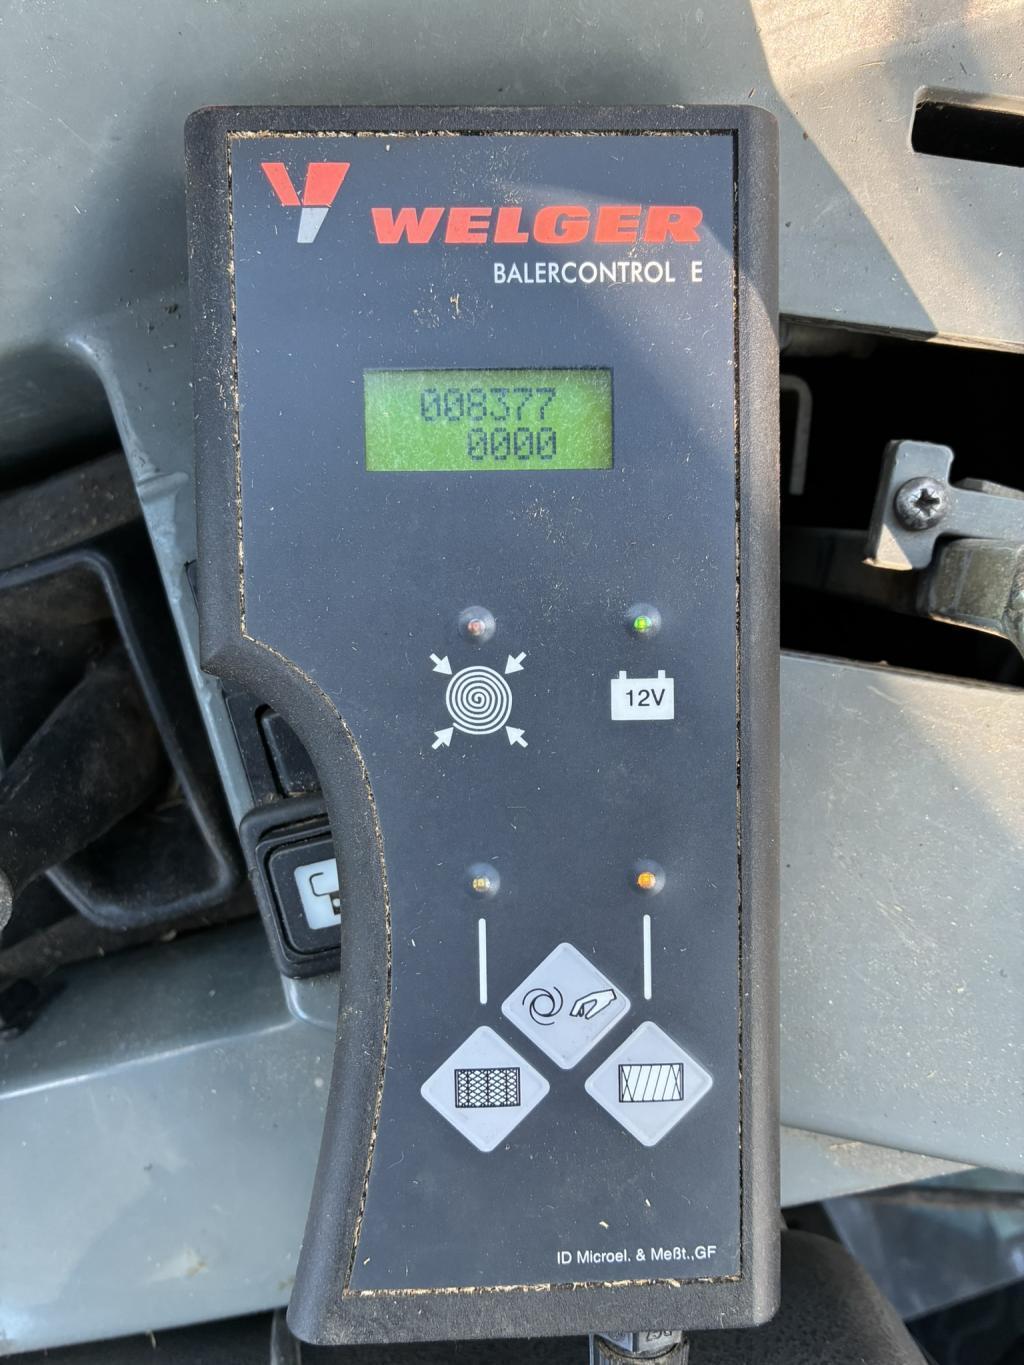 WELGER
BALERCONTROL E
008377
0000
12V
ID Microel. & Meßt.,GF